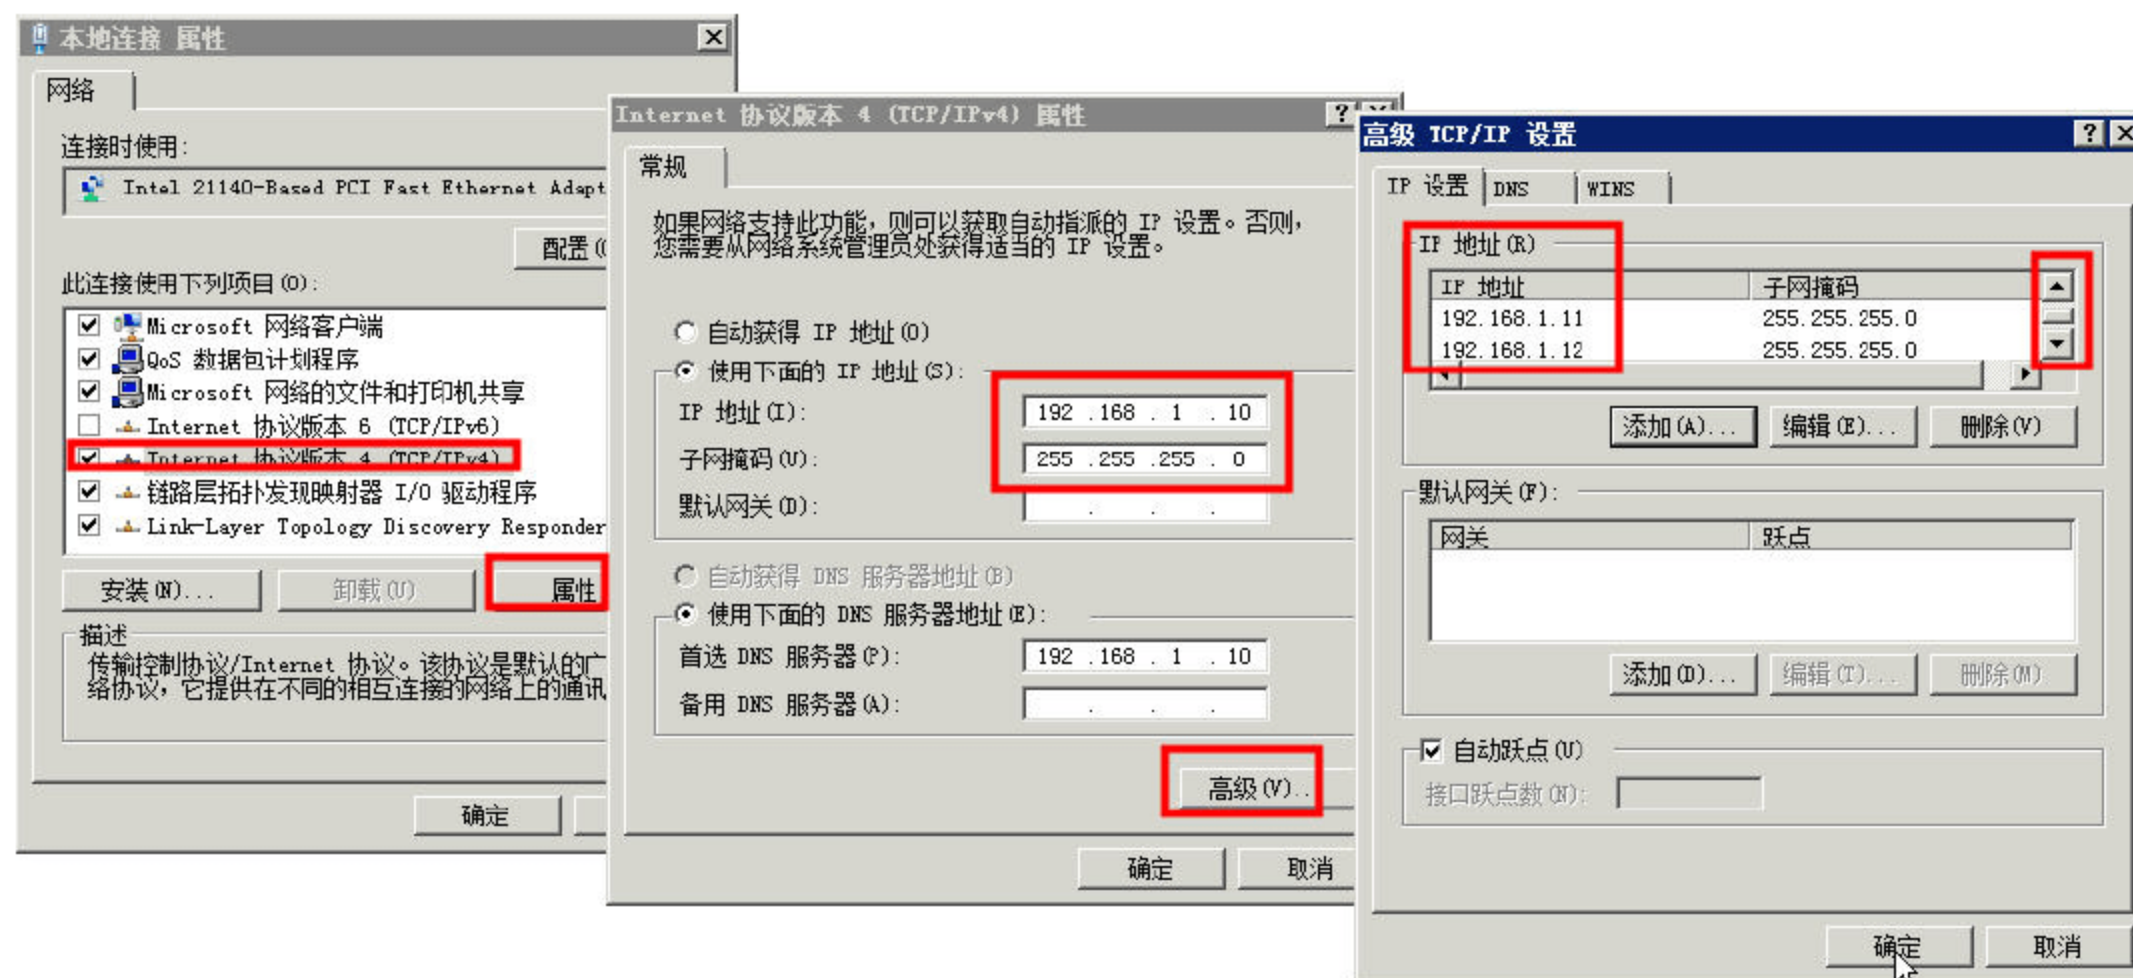 本地连接 属性
网络
连接时使用:
Intel 21140-Based PCI Fast Ethernet Adapt
配置(
此连接使用下列项目(O):
Microsoft 网络客户端
QoS 数据包计划程序
Microsoft 网络的文件和打印机共享
Internet 协议版本 6 (TCP/IPv6)
Internet 协议版本 4 (TCP/IPv4)
链路层拓扑发现映射器 I/O 驱动程序
Link-Layer Topology Discovery Responder
安装(N)... 卸载(U) 属性
描述
传输控制协议/Internet 协议。该协议是默认的广
络协议，它提供在不同的相互连接的网络上的通讯
确定
Internet 协议版本 4 (TCP/IPv4) 属性
常规
如果网络支持此功能，则可以获取自动指派的 IP 设置。否则，
您需要从网络系统管理员处获得适当的 IP 设置。
自动获得 IP 地址(O)
使用下面的 IP 地址(S):
IP 地址(I): 192 .168 . 1 . 10
子网掩码(U): 255 .255 .255 . 0
默认网关(D): . . .
自动获得 DNS 服务器地址(B)
使用下面的 DNS 服务器地址(E):
首选 DNS 服务器(P): 192 .168 . 1 . 10
备用 DNS 服务器(A): . . .
高级(V)..
确定 取消
高级 TCP/IP 设置
IP 设置 DNS WINS
IP 地址(R)
IP 地址 子网掩码
192.168.1.11 255.255.255.0
192.168.1.12 255.255.255.0
添加(A)... 编辑(E)... 删除(V)
默认网关(F):
网关 跃点
添加(D)... 编辑(T)... 删除(M)
自动跃点(U)
接口跃点数(N):
确定 取消